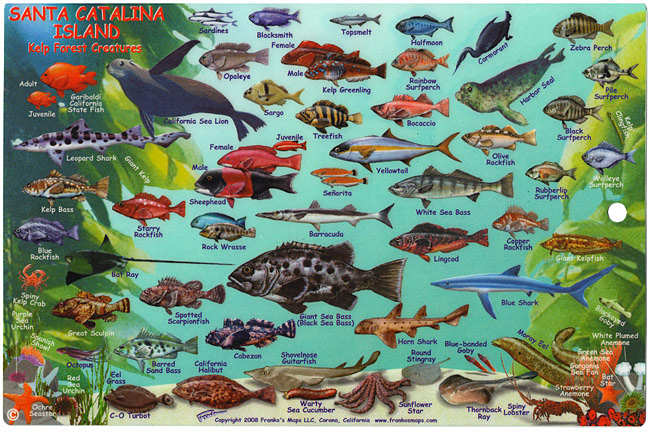 SANTA CATALINA
ISLAND
Kelp Forest Creatures
Sardines
Blacksmith
Topsmelt
Halfmoon
Cormorant
Zebra Perch
Opaleye
Female
Male
Kelp Greenling
Rainbow
Surfperch
Harbor Seal
Pile
Surfperch
Adult
Juvenile
Garibaldi
California
State Fish
California Sea Lion
Sargo
Treefish
Bocaccio
Black
Surfperch
Kelp
Clingfish
Leopard Shark
Giant Kelp
Female
Juvenile
Male
Sheephead
Yellowtail
Olive
Rockfish
Walleye
Surfperch
Rubberlip
Surfperch
Señorita
Kelp Bass
Starry
Rockfish
Rock Wrasse
Barracuda
White Sea Bass
Lingcod
Copper
Rockfish
Giant Kelpfish
Blue
Rockfish
Bat Ray
Spiny
Kelp Crab
Spotted
Scorpionfish
Giant Sea Bass
(Black Sea Bass)
Blue Shark
Purple
Sea
Urchin
Great Sculpin
Horn Shark
Goby
Spanish
Shawl
Octopus
Barred
Sand Bass
Cabezon
Blue-banded
Goby
Moray Eel
White Plumed
Anemone
Green Sea
Anemone
Gorgonia
Sea Fan
Red
Sea
Urchin
Eel
Grass
California
Halibut
Shovelnose
Guitarfish
Round
Stingray
Bat
Star
Strawberry
Anemone
Ochre
Seastar
C-O Turbot
Warty
Sea Cucumber
Sunflower
Star
Thornback
Ray
Spiny
Lobster
©
Copyright 2008 Franko's Maps LLC, Corona, California www.frankosmaps.com